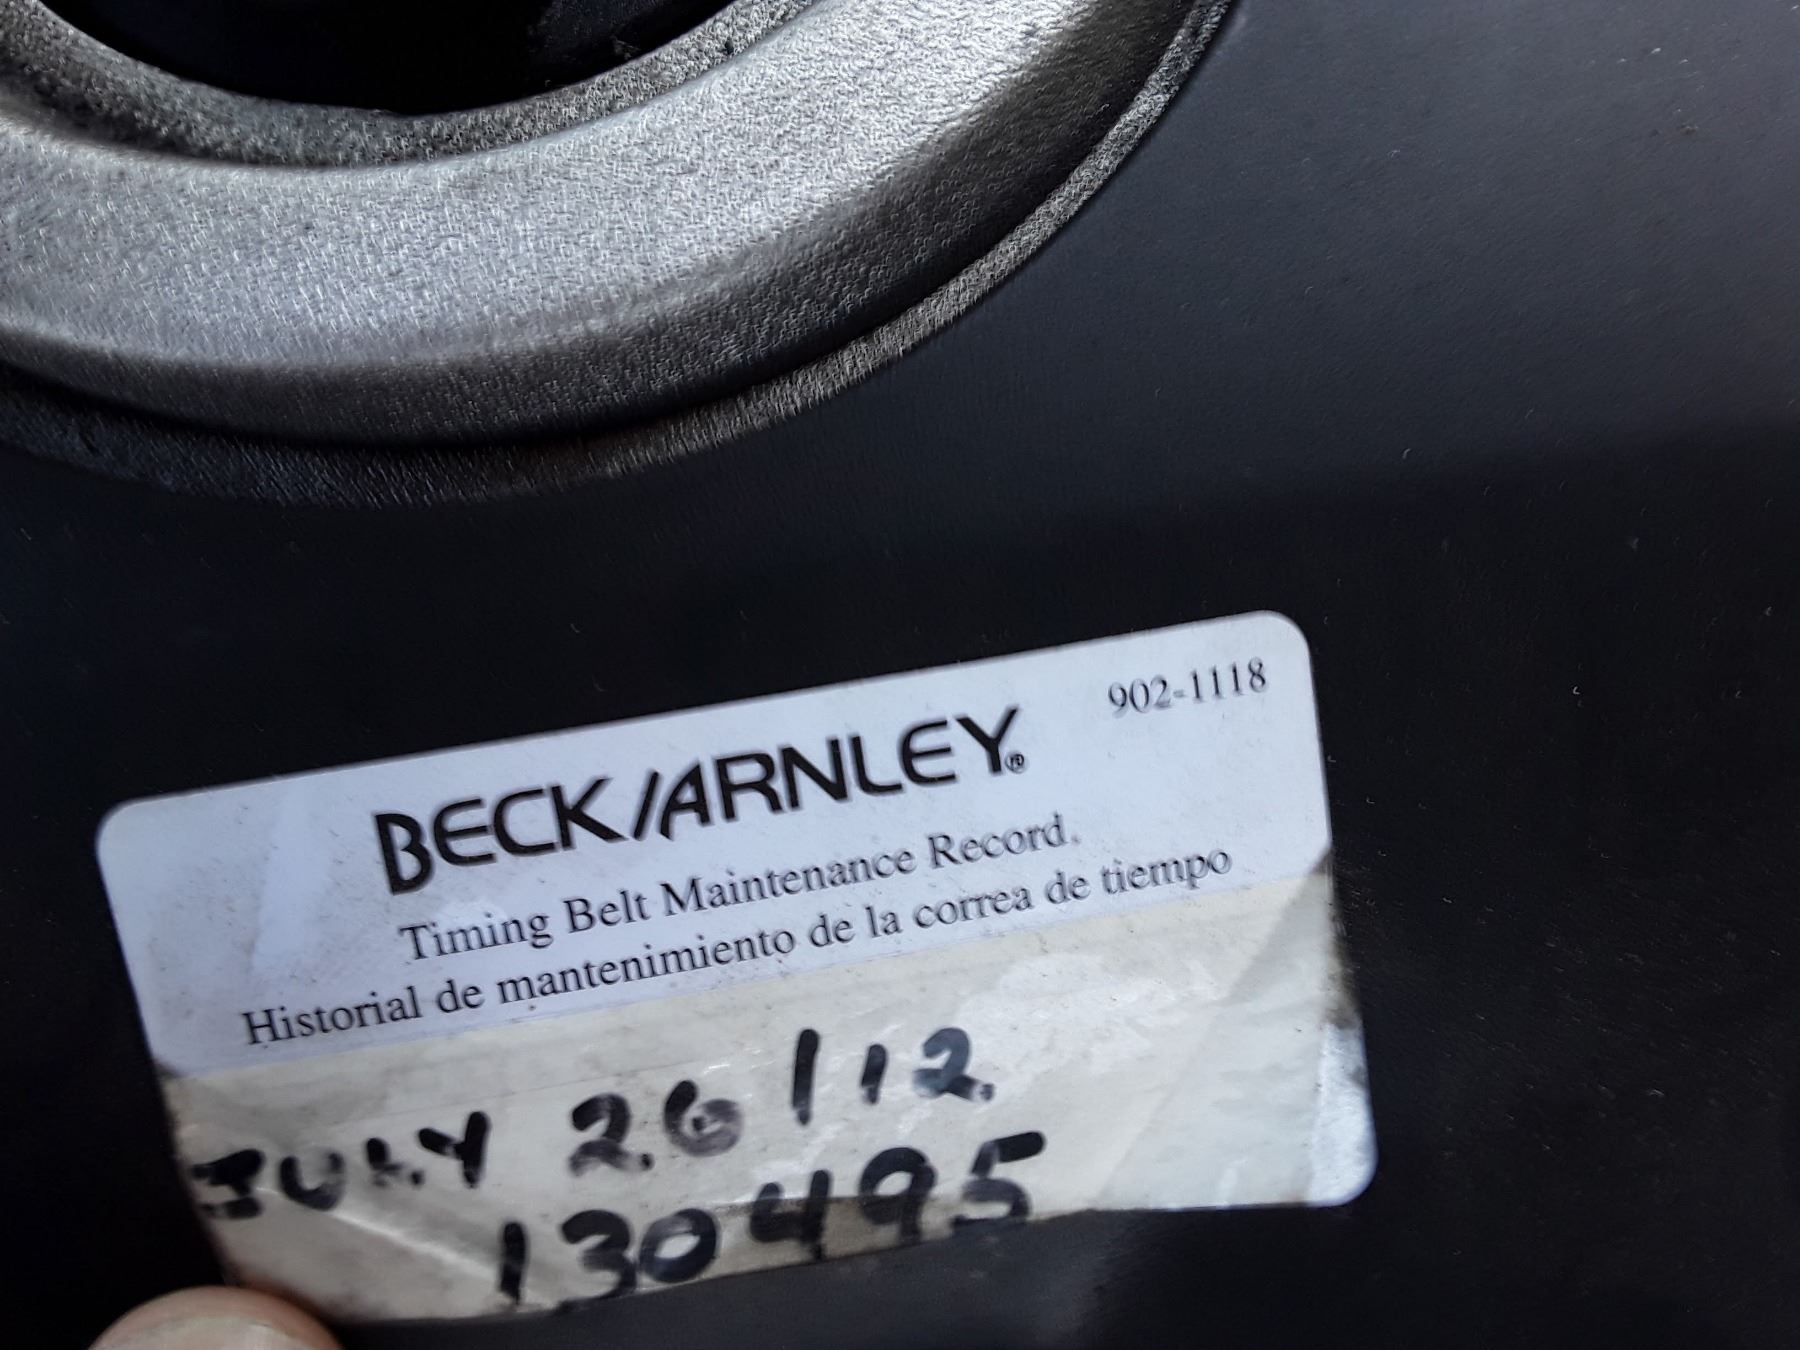 902-1118
BECK/ARNLEY®
Timing Belt Maintenance Record.
Historial de mantenimiento de la correa de tiempo
JULY 26/12
130495